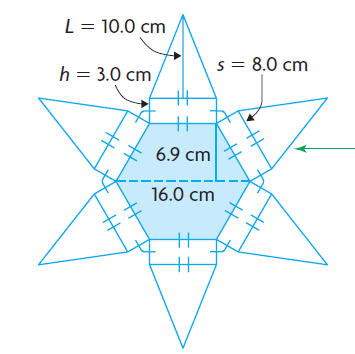 L = 10.0 cm
s = 8.0 cm
h = 3.0 cm
6.9 cm
16.0 cm